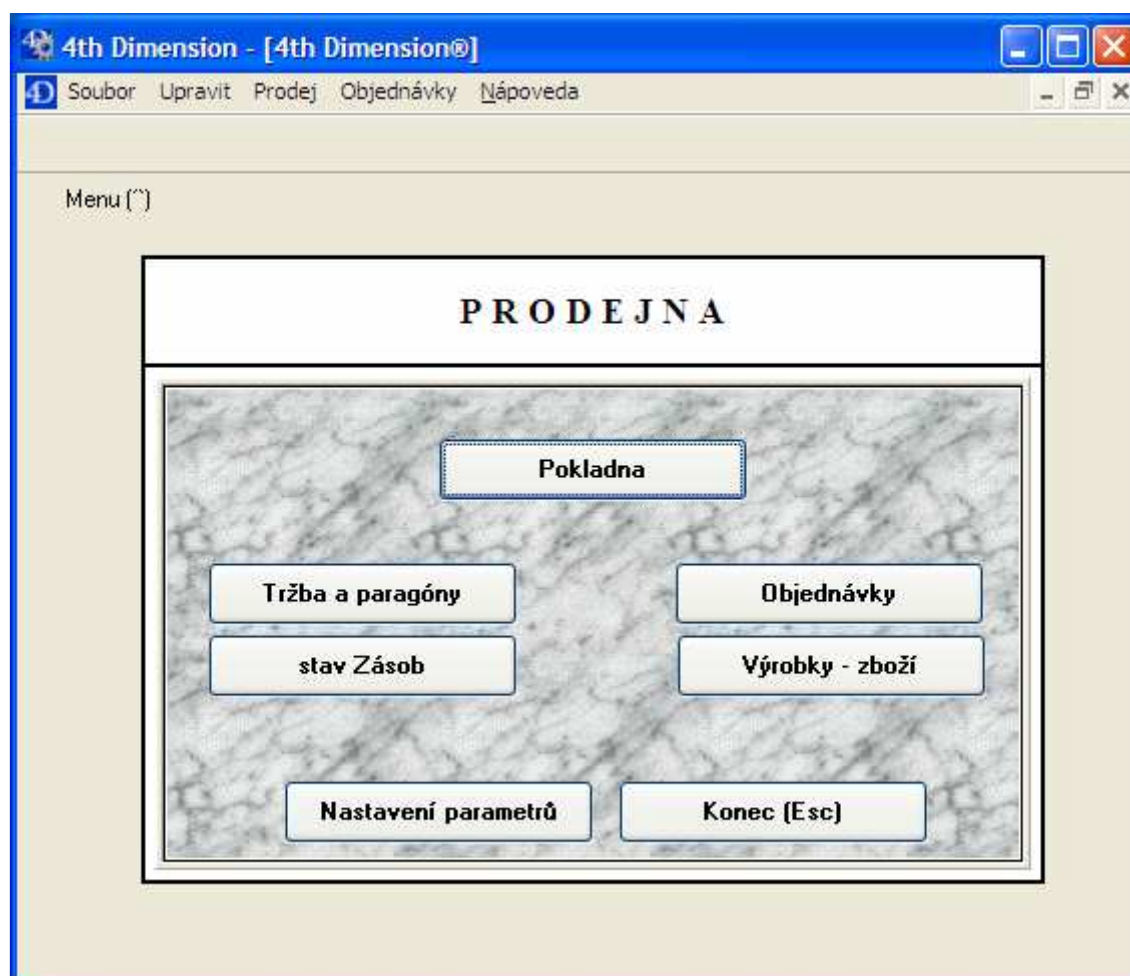 4th Dimension - [4th Dimension®]
4D Soubor Upravit Prodej Objednávky Nápoveda
Menu (^)
P R O D E J N A
Pokladna
Tržba a paragóny Objednávky
stav Zásob Výrobky - zboží
Nastavení parametrů Konec (Esc)